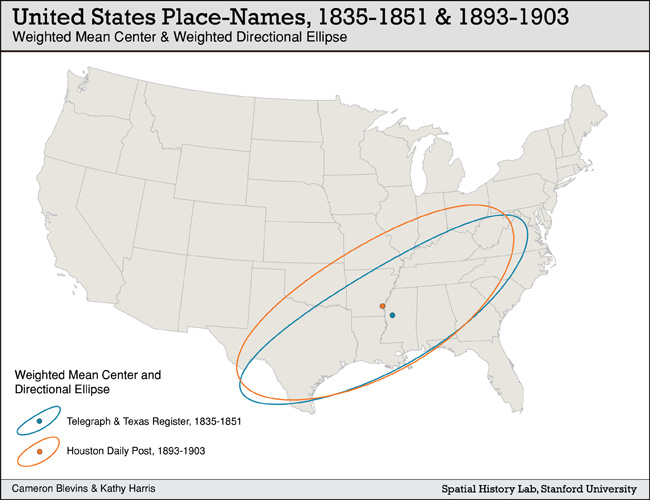 United States Place-Names, 1835-1851 & 1893-1903
Weighted Mean Center & Weighted Directional Ellipse
Weighted Mean Center and
Directional Ellipse
Telegraph & Texas Register, 1835-1851
Houston Daily Post, 1893-1903
Cameron Blevins & Kathy Harris
Spatial History Lab, Stanford University